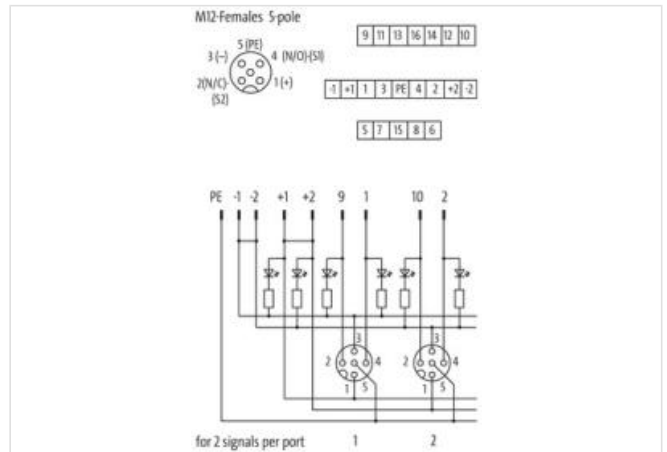 M12-Females 5-pole
5 (PE)
3 (–)
4 (N/O)-(S1)
2(N/C)-
(S2)
1 (+)
9 11 13 16 14 12 10
-1 +1 1 3 PE 4 2 +2 -2
5 7 15 8 6
PE -1 -2 +1 +2 9 1 10 2
3 3
2 4 2 4
1 5 1 5
for 2 signals per port 1 2